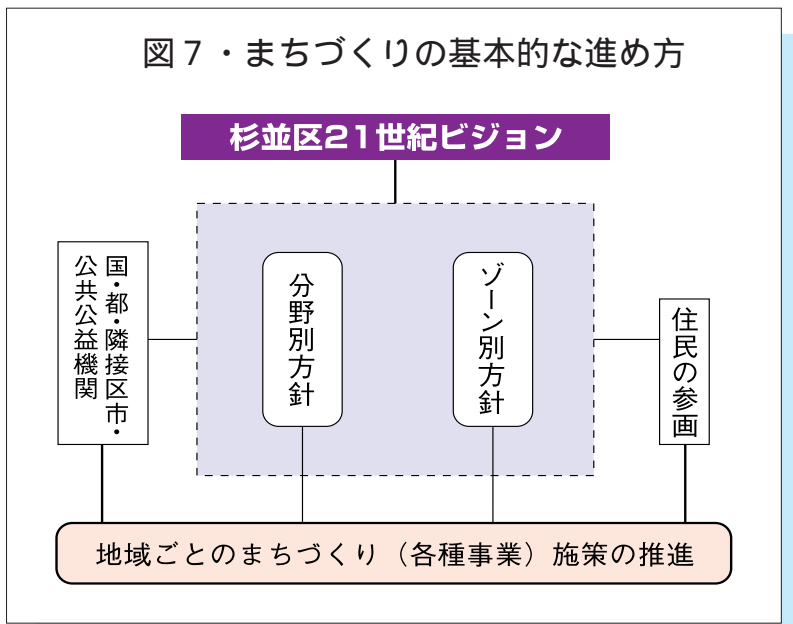 図7・まちづくりの基本的な進め方
杉並区21世紀ビジョン
国・都・隣接区市・
公共公益機関
分野別方針
ゾーン別方針
住民の参画
地域ごとのまちづくり（各種事業）施策の推進